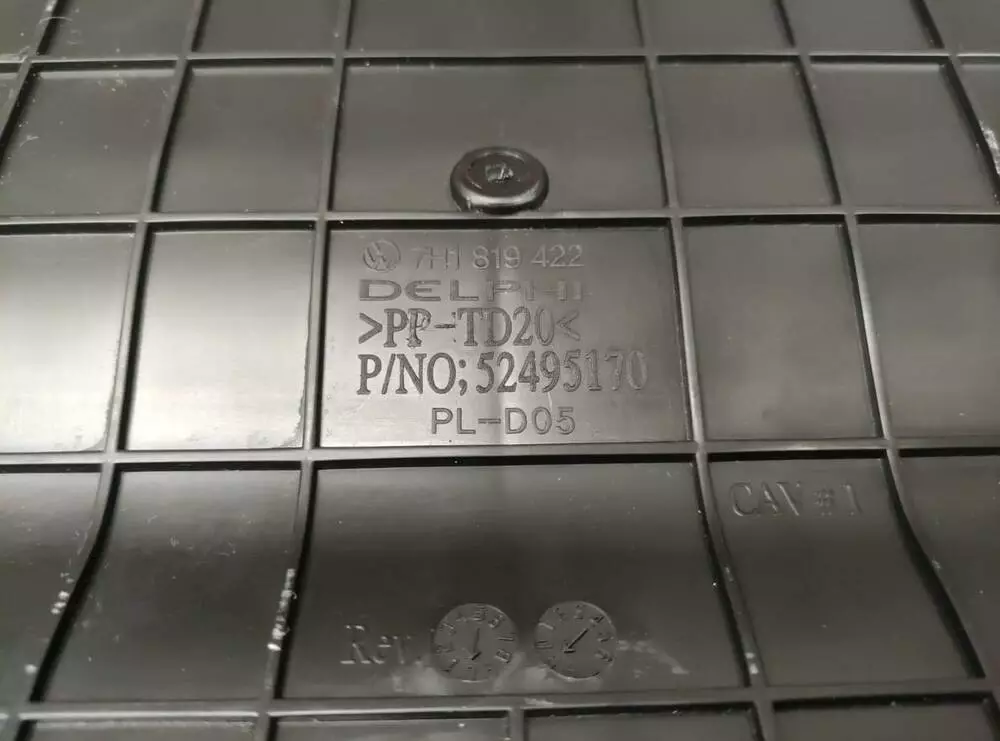 7H1 819 422
DELPHI
>PP-TD20<
P/NO; 52495170
PL-D05
CAV #1
Rev.